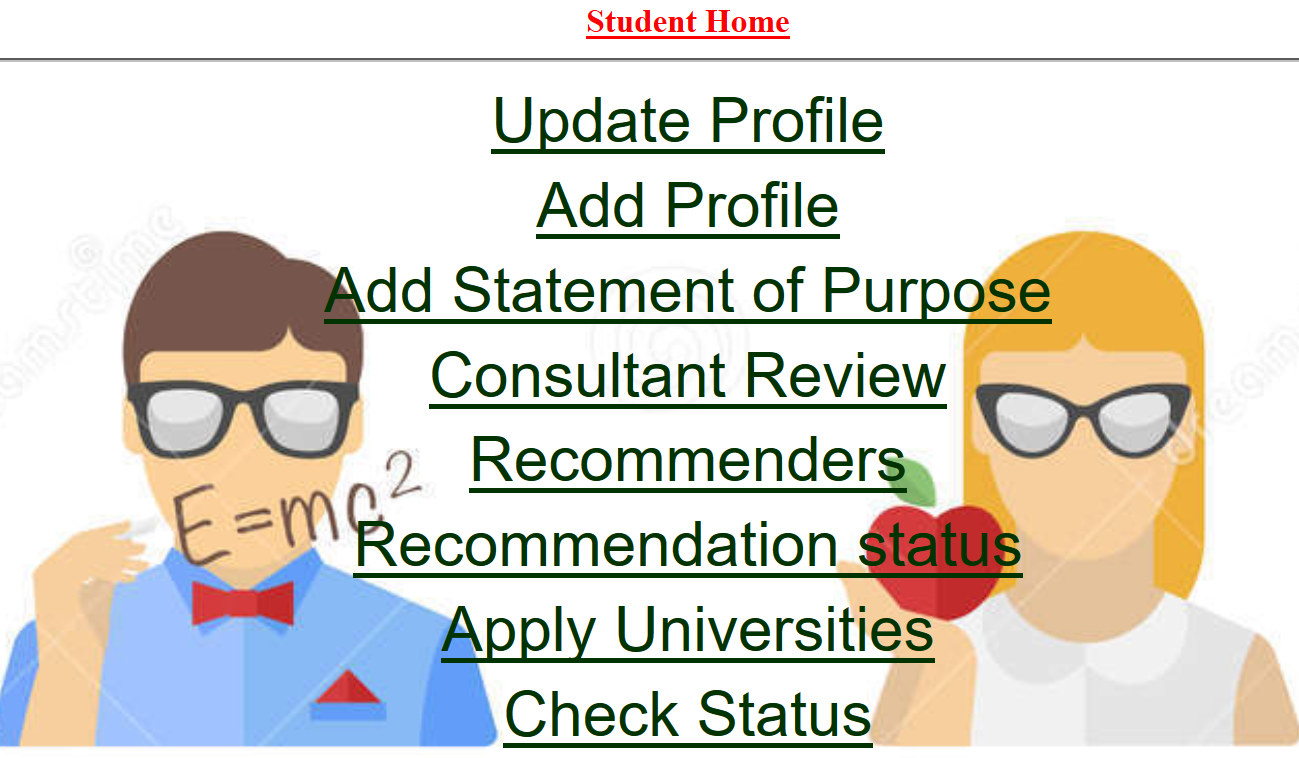 Student Home
Update Profile
Add Profile
Add Statement of Purpose
Consultant Review
Recommenders
Recommendation status
Apply Universities
Check Status
E=mc²